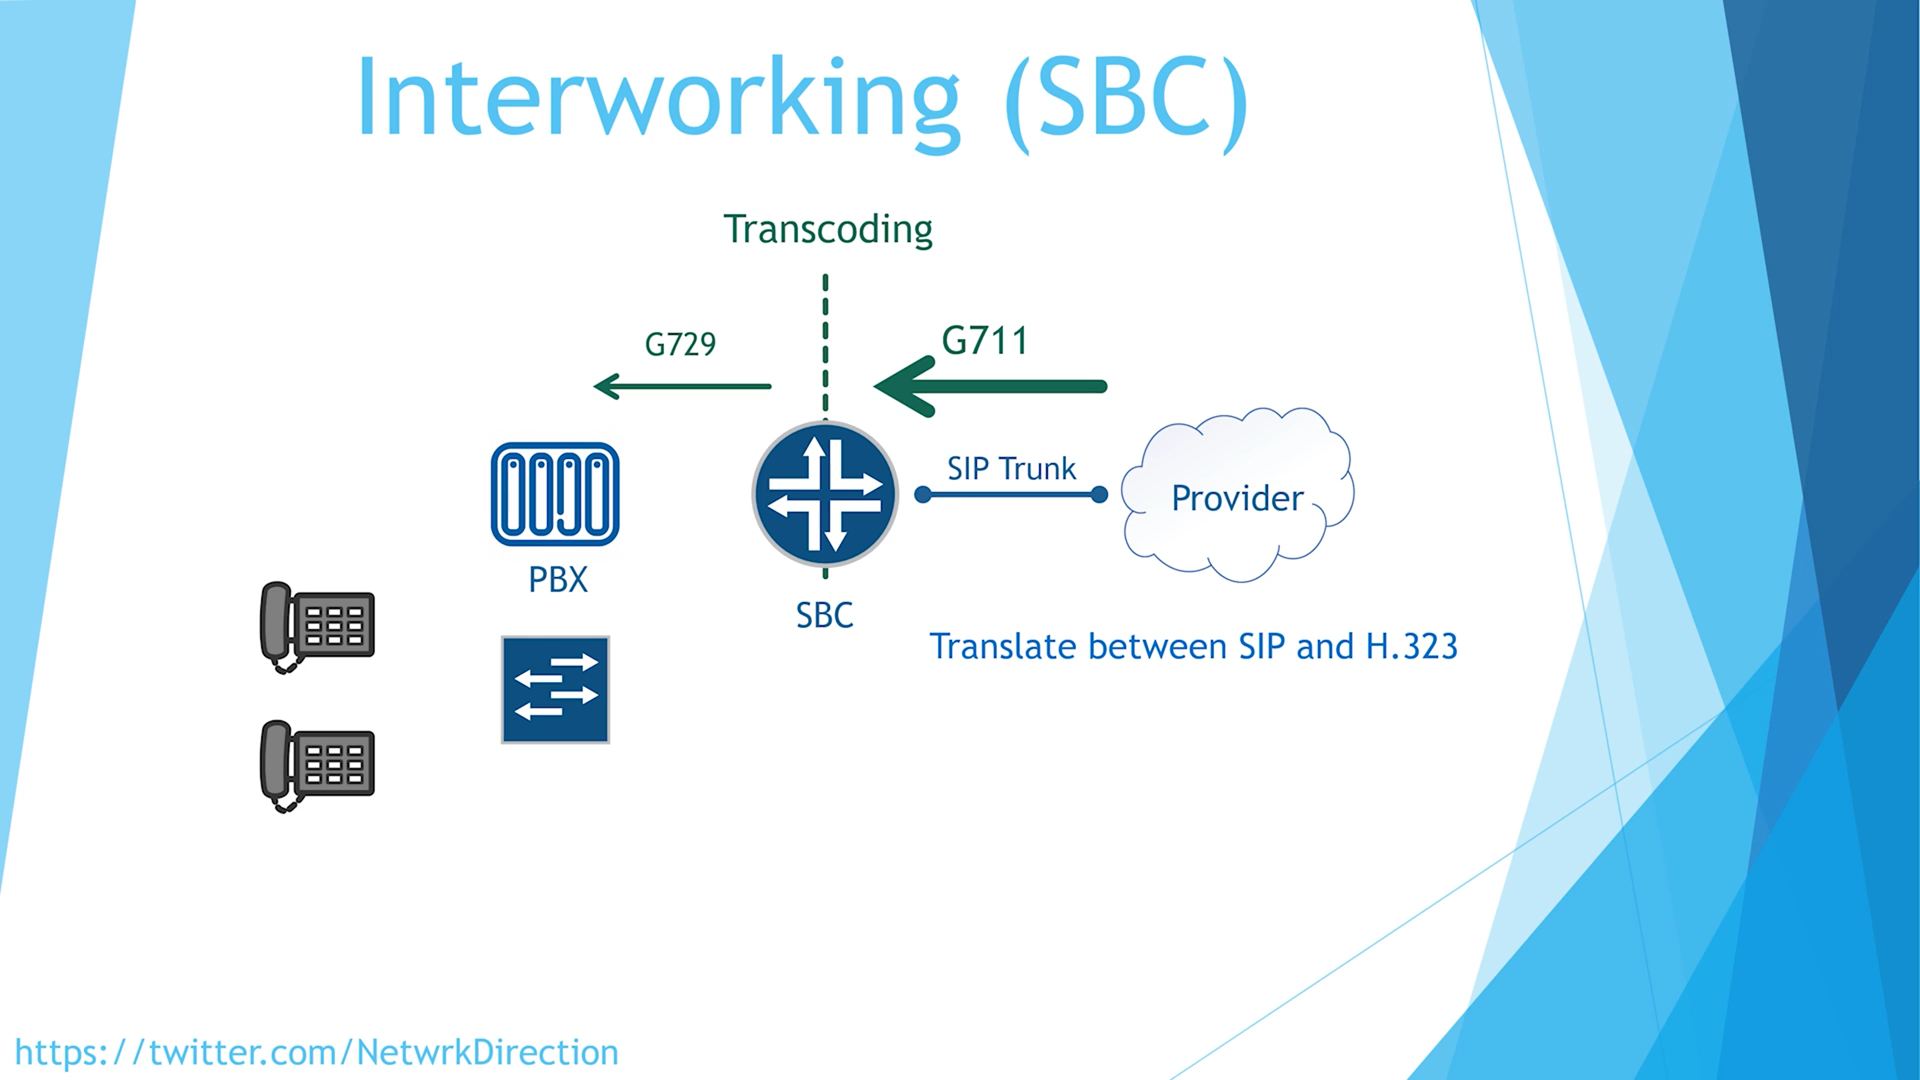 Interworking (SBC)
Transcoding
G729
G711
SIP Trunk
Provider
PBX
SBC
Translate between SIP and H.323
https://twitter.com/NetwrkDirection